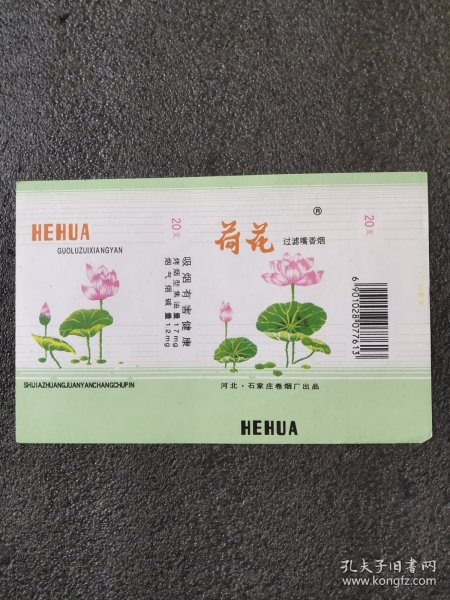 HEHUA
GUOLUZUIXIANGYAN
20支
吸烟有害健康
烤烟型焦油量17mg
烟气烟碱量1.2mg
SHIJIAZHUANGJUANYANCHANGCHUPIN
荷花
®
过滤嘴香烟
20支
6901028077613
河北·石家庄卷烟厂出品
HEHUA
孔夫子旧书网
www.kongfz.com